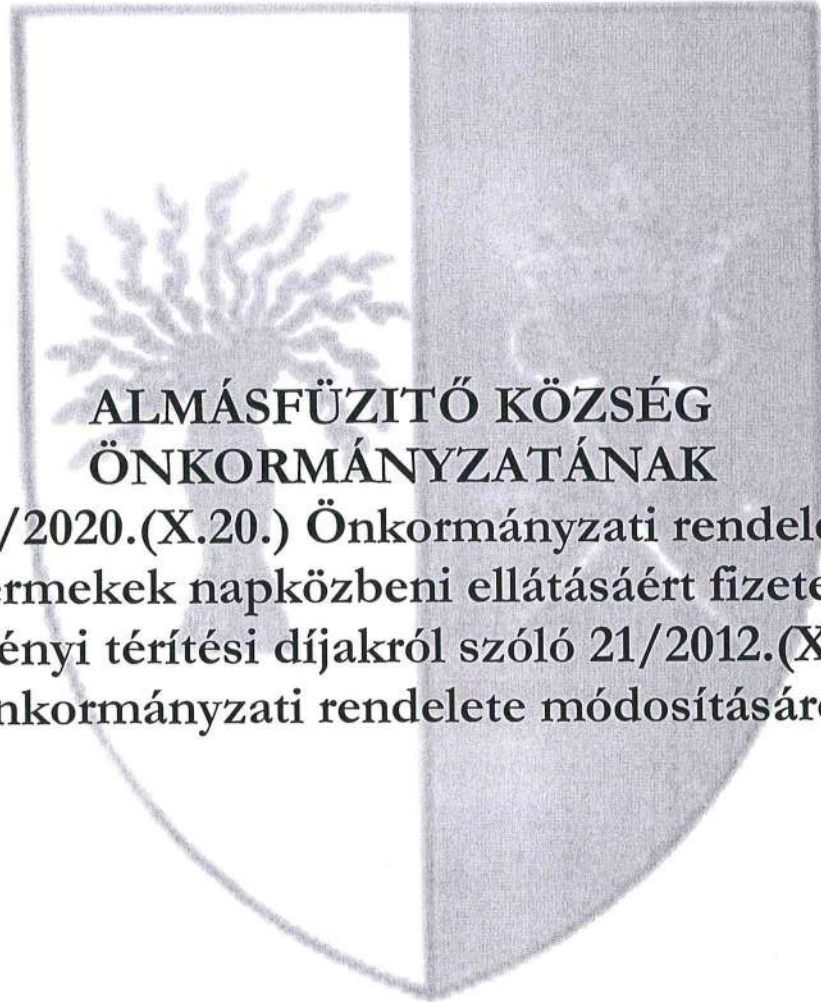 ALMÁSFÜZITŐ KÖZSÉG
ÖNKORMÁNYZATÁNAK
/2020.(X.20.) Önkormányzati rendel
ermekek napközbeni ellátásáért fizete
ényi térítési díjakról szóló 21/2012.(X
nkormányzati rendelete módosításár